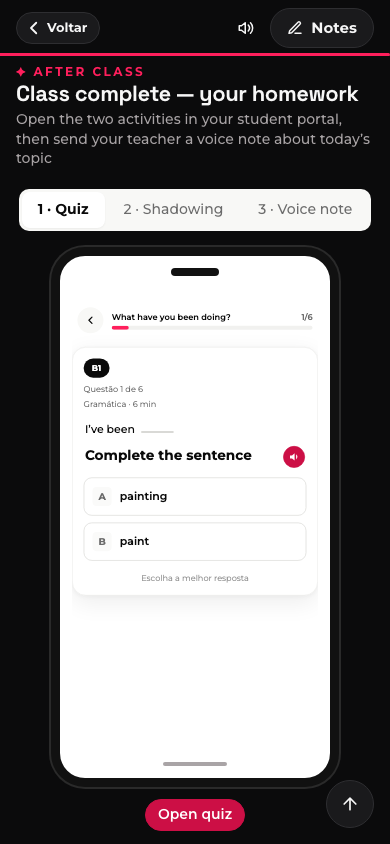 Voltar
Notes
AFTER CLASS
Class complete — your homework
Open the two activities in your student portal,
then send your teacher a voice note about today's
topic
1 · Quiz
2 · Shadowing
3 · Voice note
What have you been doing?
1/6
B1
Questão 1 de 6
Gramática · 6 min
I've been ______
Complete the sentence
A painting
B paint
Escolha a melhor resposta
Open quiz